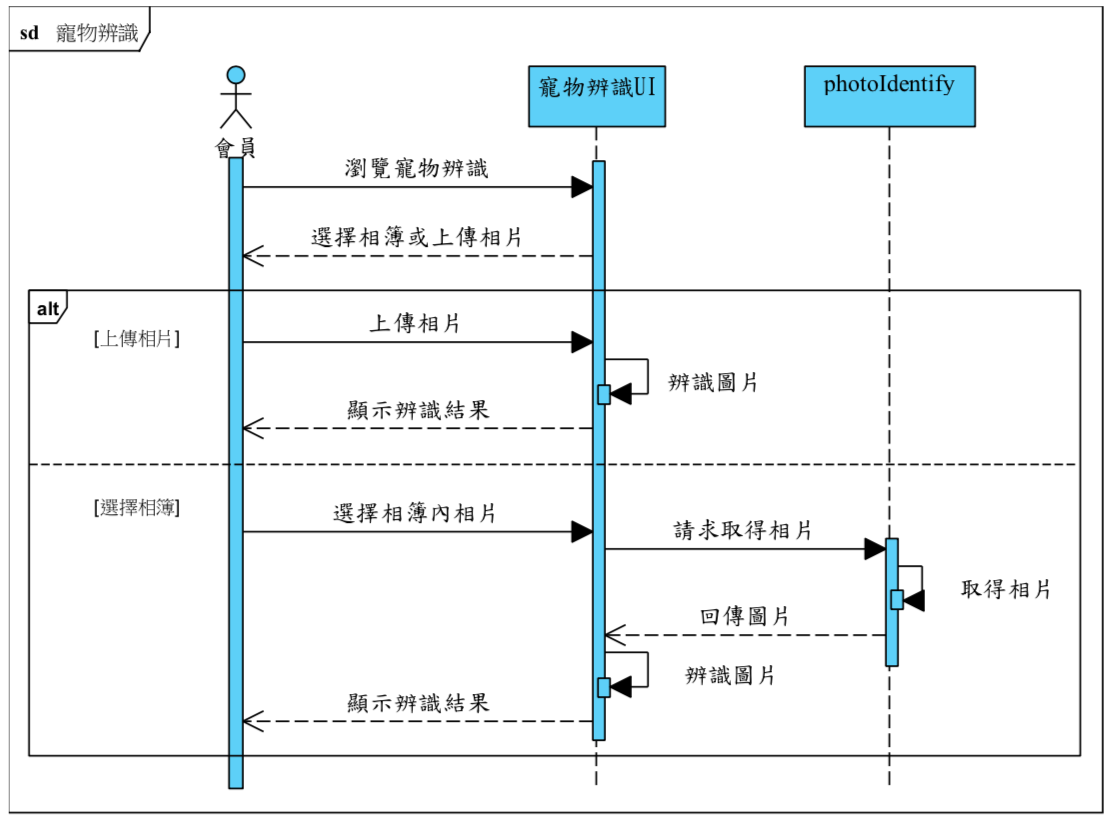 sd 寵物辨識
會員
寵物辨識UI
photoIdentify
瀏覽寵物辨識
選擇相簿或上傳相片
alt
[上傳相片]
上傳相片
辨識圖片
顯示辨識結果
[選擇相簿]
選擇相簿內相片
請求取得相片
取得相片
回傳圖片
辨識圖片
顯示辨識結果